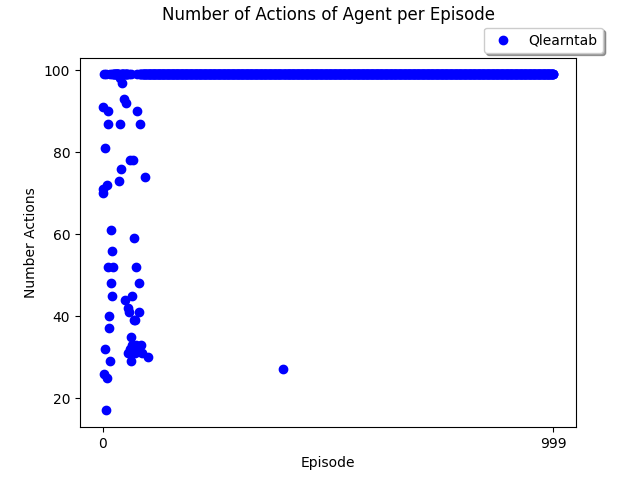 Number of Actions of Agent per Episode
Qlearntab
100
80
60
40
20
Number Actions
0
999
Episode